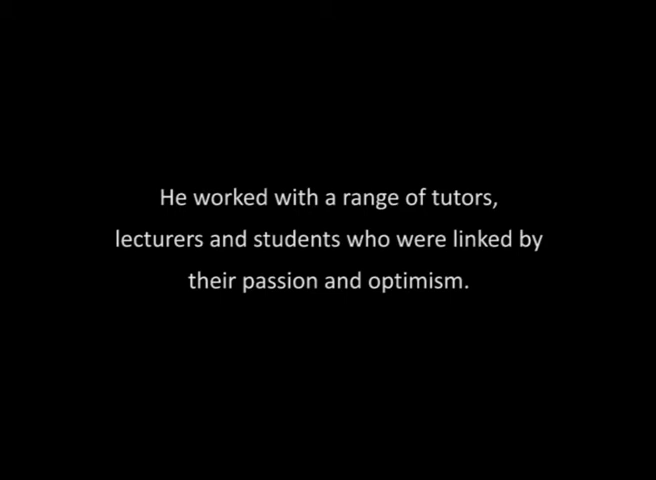 He worked with a range of tutors,
lecturers and students who were linked by
their passion and optimism.